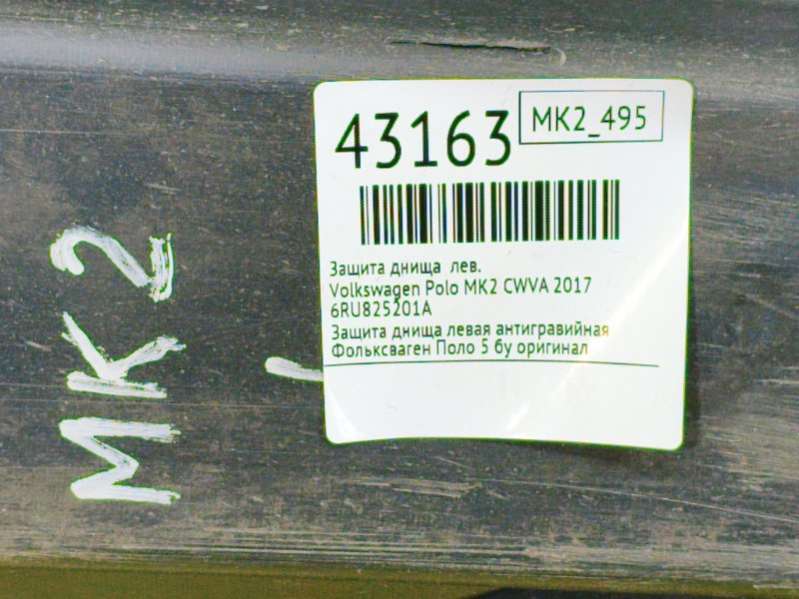 43163
MK2_495
Защита днища лев.
Volkswagen Polo MK2 CWVA 2017
6RU825201A
Защита днища левая антигравийная
Фольксваген Поло 5 бу оригинал
MK2